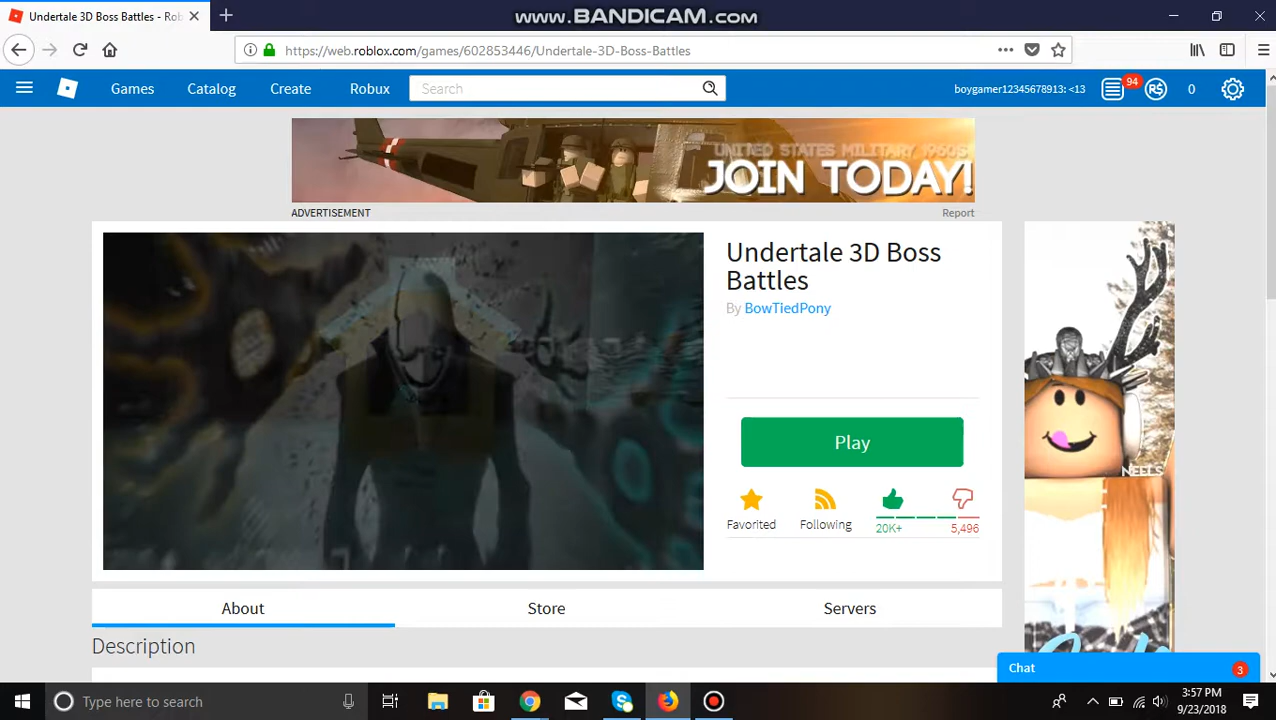 www.BANDICAM.com
Undertale 3D Boss Battles - Rob
https://web.roblox.com/games/602853446/Undertale-3D-Boss-Battles
Games
Catalog
Create
Robux
Search
boygamer12345678913: <13
94
R$
0
UNITED STATES MILITARY 1960S
JOIN TODAY!
ADVERTISEMENT
Report
Undertale 3D Boss
Battles
By BowTiedPony
Play
Favorited
Following
20K+
5,496
About
Store
Servers
Description
Chat
3
Type here to search
3:57 PM
9/23/2018